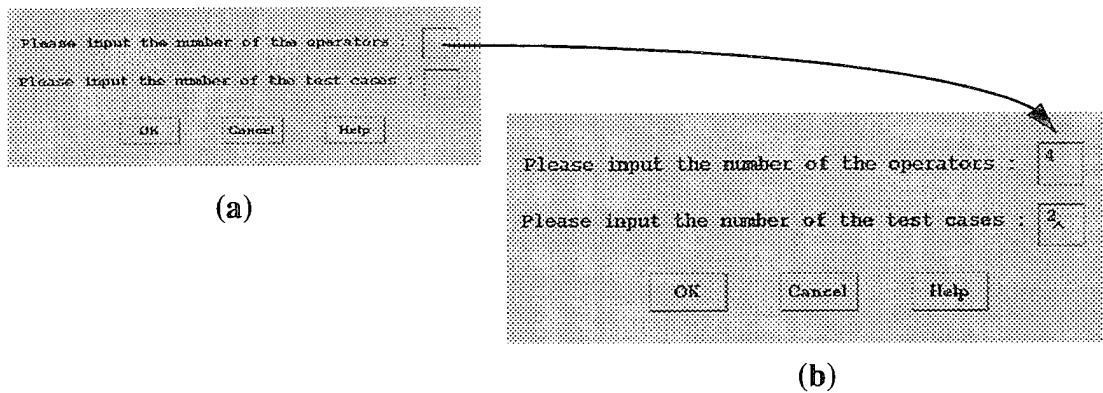 Please input the number of the operators :
Please input the number of the test cases :
OK Cancel Help
(a)
Please input the number of the operators : 4
Please input the number of the test cases : 2
OK Cancel Help
(b)